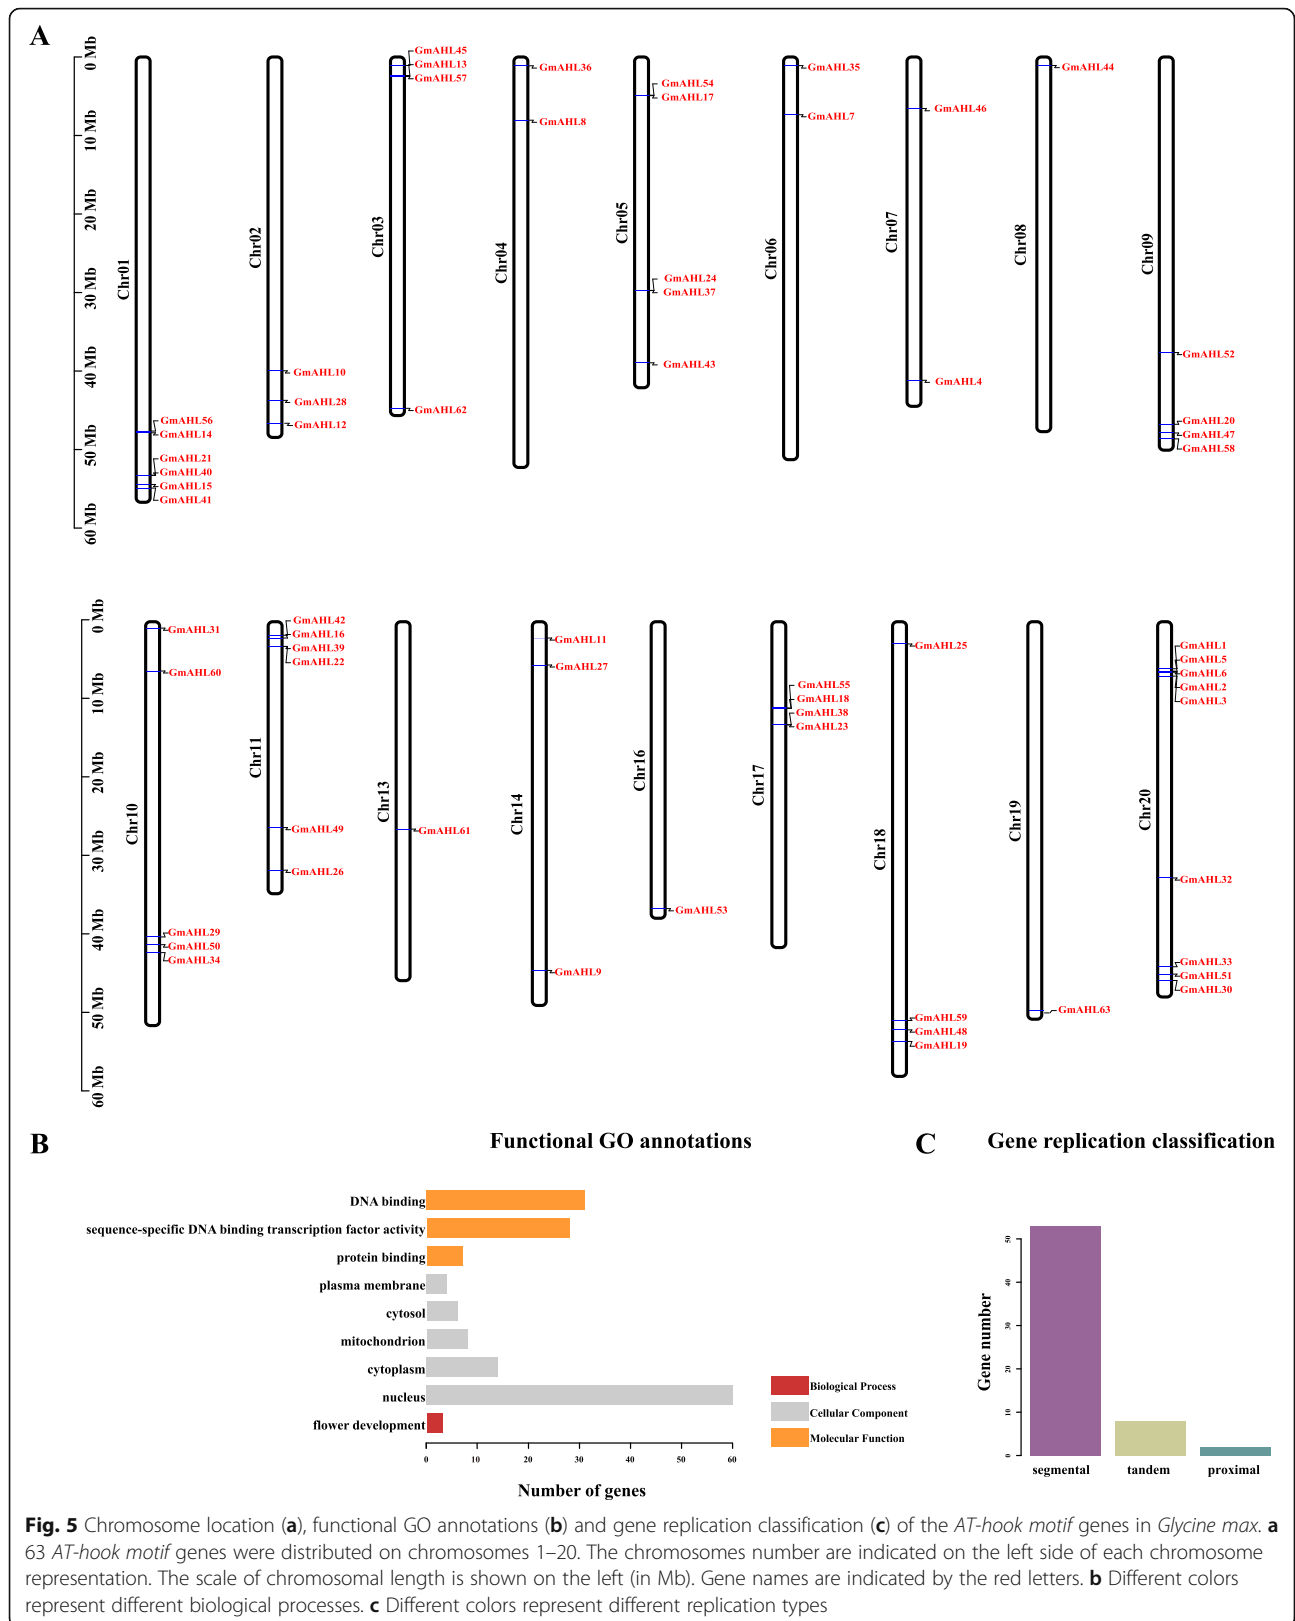 A
0 Mb
10 Mb
20 Mb
30 Mb
40 Mb
50 Mb
60 Mb
Chr01
GmAHL56
GmAHL14
GmAHL21
GmAHL40
GmAHL15
GmAHL41
Chr02
GmAHL10
GmAHL28
GmAHL12
Chr03
GmAHL45
GmAHL13
GmAHL57
GmAHL62
Chr04
GmAHL36
GmAHL8
Chr05
GmAHL54
GmAHL17
GmAHL24
GmAHL37
GmAHL43
Chr06
GmAHL35
GmAHL7
Chr07
GmAHL46
GmAHL4
Chr08
GmAHL44
Chr09
GmAHL52
GmAHL20
GmAHL47
GmAHL58
0 Mb
10 Mb
20 Mb
30 Mb
40 Mb
50 Mb
60 Mb
Chr10
GmAHL31
GmAHL60
GmAHL29
GmAHL50
GmAHL34
Chr11
GmAHL42
GmAHL16
GmAHL39
GmAHL22
GmAHL49
GmAHL26
Chr13
GmAHL61
Chr14
GmAHL11
GmAHL27
GmAHL9
Chr16
GmAHL53
Chr17
GmAHL55
GmAHL18
GmAHL38
GmAHL23
Chr18
GmAHL25
GmAHL59
GmAHL48
GmAHL19
Chr19
GmAHL63
Chr20
GmAHL1
GmAHL5
GmAHL6
GmAHL2
GmAHL3
GmAHL32
GmAHL33
GmAHL51
GmAHL30
B
Functional GO annotations
DNA binding
sequence-specific DNA binding transcription factor activity
protein binding
plasma membrane
cytosol
mitochondrion
cytoplasm
nucleus
flower development
0 10 20 30 40 50 60
Number of genes
Biological Process
Cellular Component
Molecular Function
C
Gene replication classification
Gene number
50
40
30
20
10
0
segmental tandem proximal
Fig. 5 Chromosome location (a), functional GO annotations (b) and gene replication classification (c) of the AT-hook motif genes in Glycine max. a
63 AT-hook motif genes were distributed on chromosomes 1–20. The chromosomes number are indicated on the left side of each chromosome
representation. The scale of chromosomal length is shown on the left (in Mb). Gene names are indicated by the red letters. b Different colors
represent different biological processes. c Different colors represent different replication types